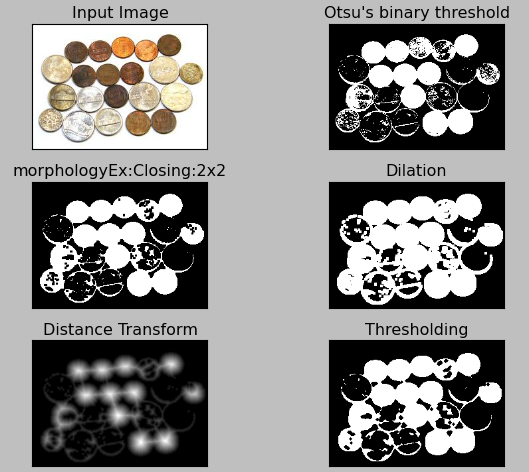 Input Image
Otsu's binary threshold
morphologyEx:Closing:2x2
Dilation
Distance Transform
Thresholding